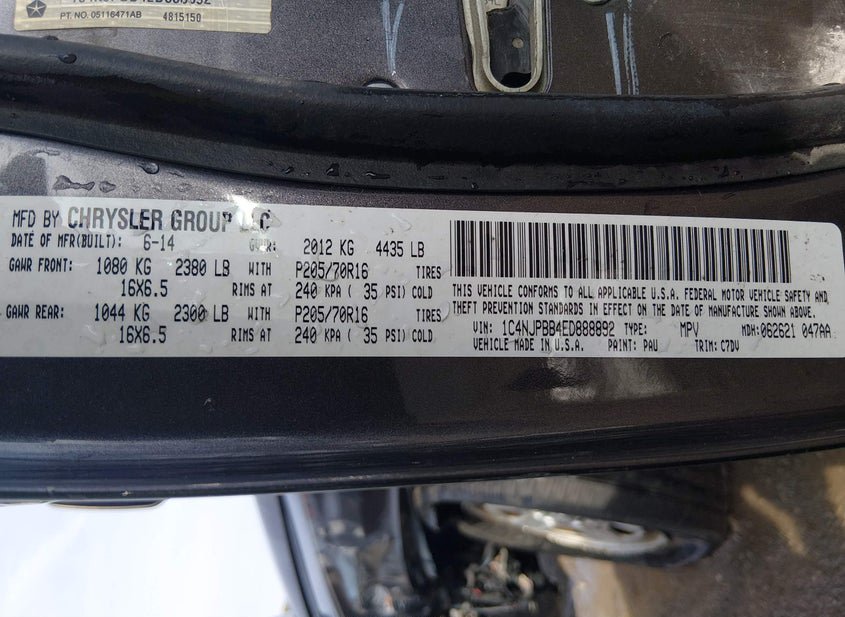 PT. NO. 05116471AB 4815150
MFD BY CHRYSLER GROUP LLC
DATE OF MFR(BUILT): 6-14 GVWR: 2012 KG 4435 LB
GAWR FRONT: 1080 KG 2380 LB WITH P205/70R16 TIRES
16X6.5 RIMS AT 240 KPA ( 35 PSI) COLD
GAWR REAR: 1044 KG 2300 LB WITH P205/70R16 TIRES
16X6.5 RIMS AT 240 KPA ( 35 PSI) COLD
THIS VEHICLE CONFORMS TO ALL APPLICABLE U.S.A. FEDERAL MOTOR VEHICLE SAFETY AND
THEFT PREVENTION STANDARDS IN EFFECT ON THE DATE OF MANUFACTURE SHOWN ABOVE.
VIN: 1C4NJPBB4ED888892 TYPE: MPV MDH: 062621 047AA
VEHICLE MADE IN U.S.A. PAINT: PAU TRIM: C7DV